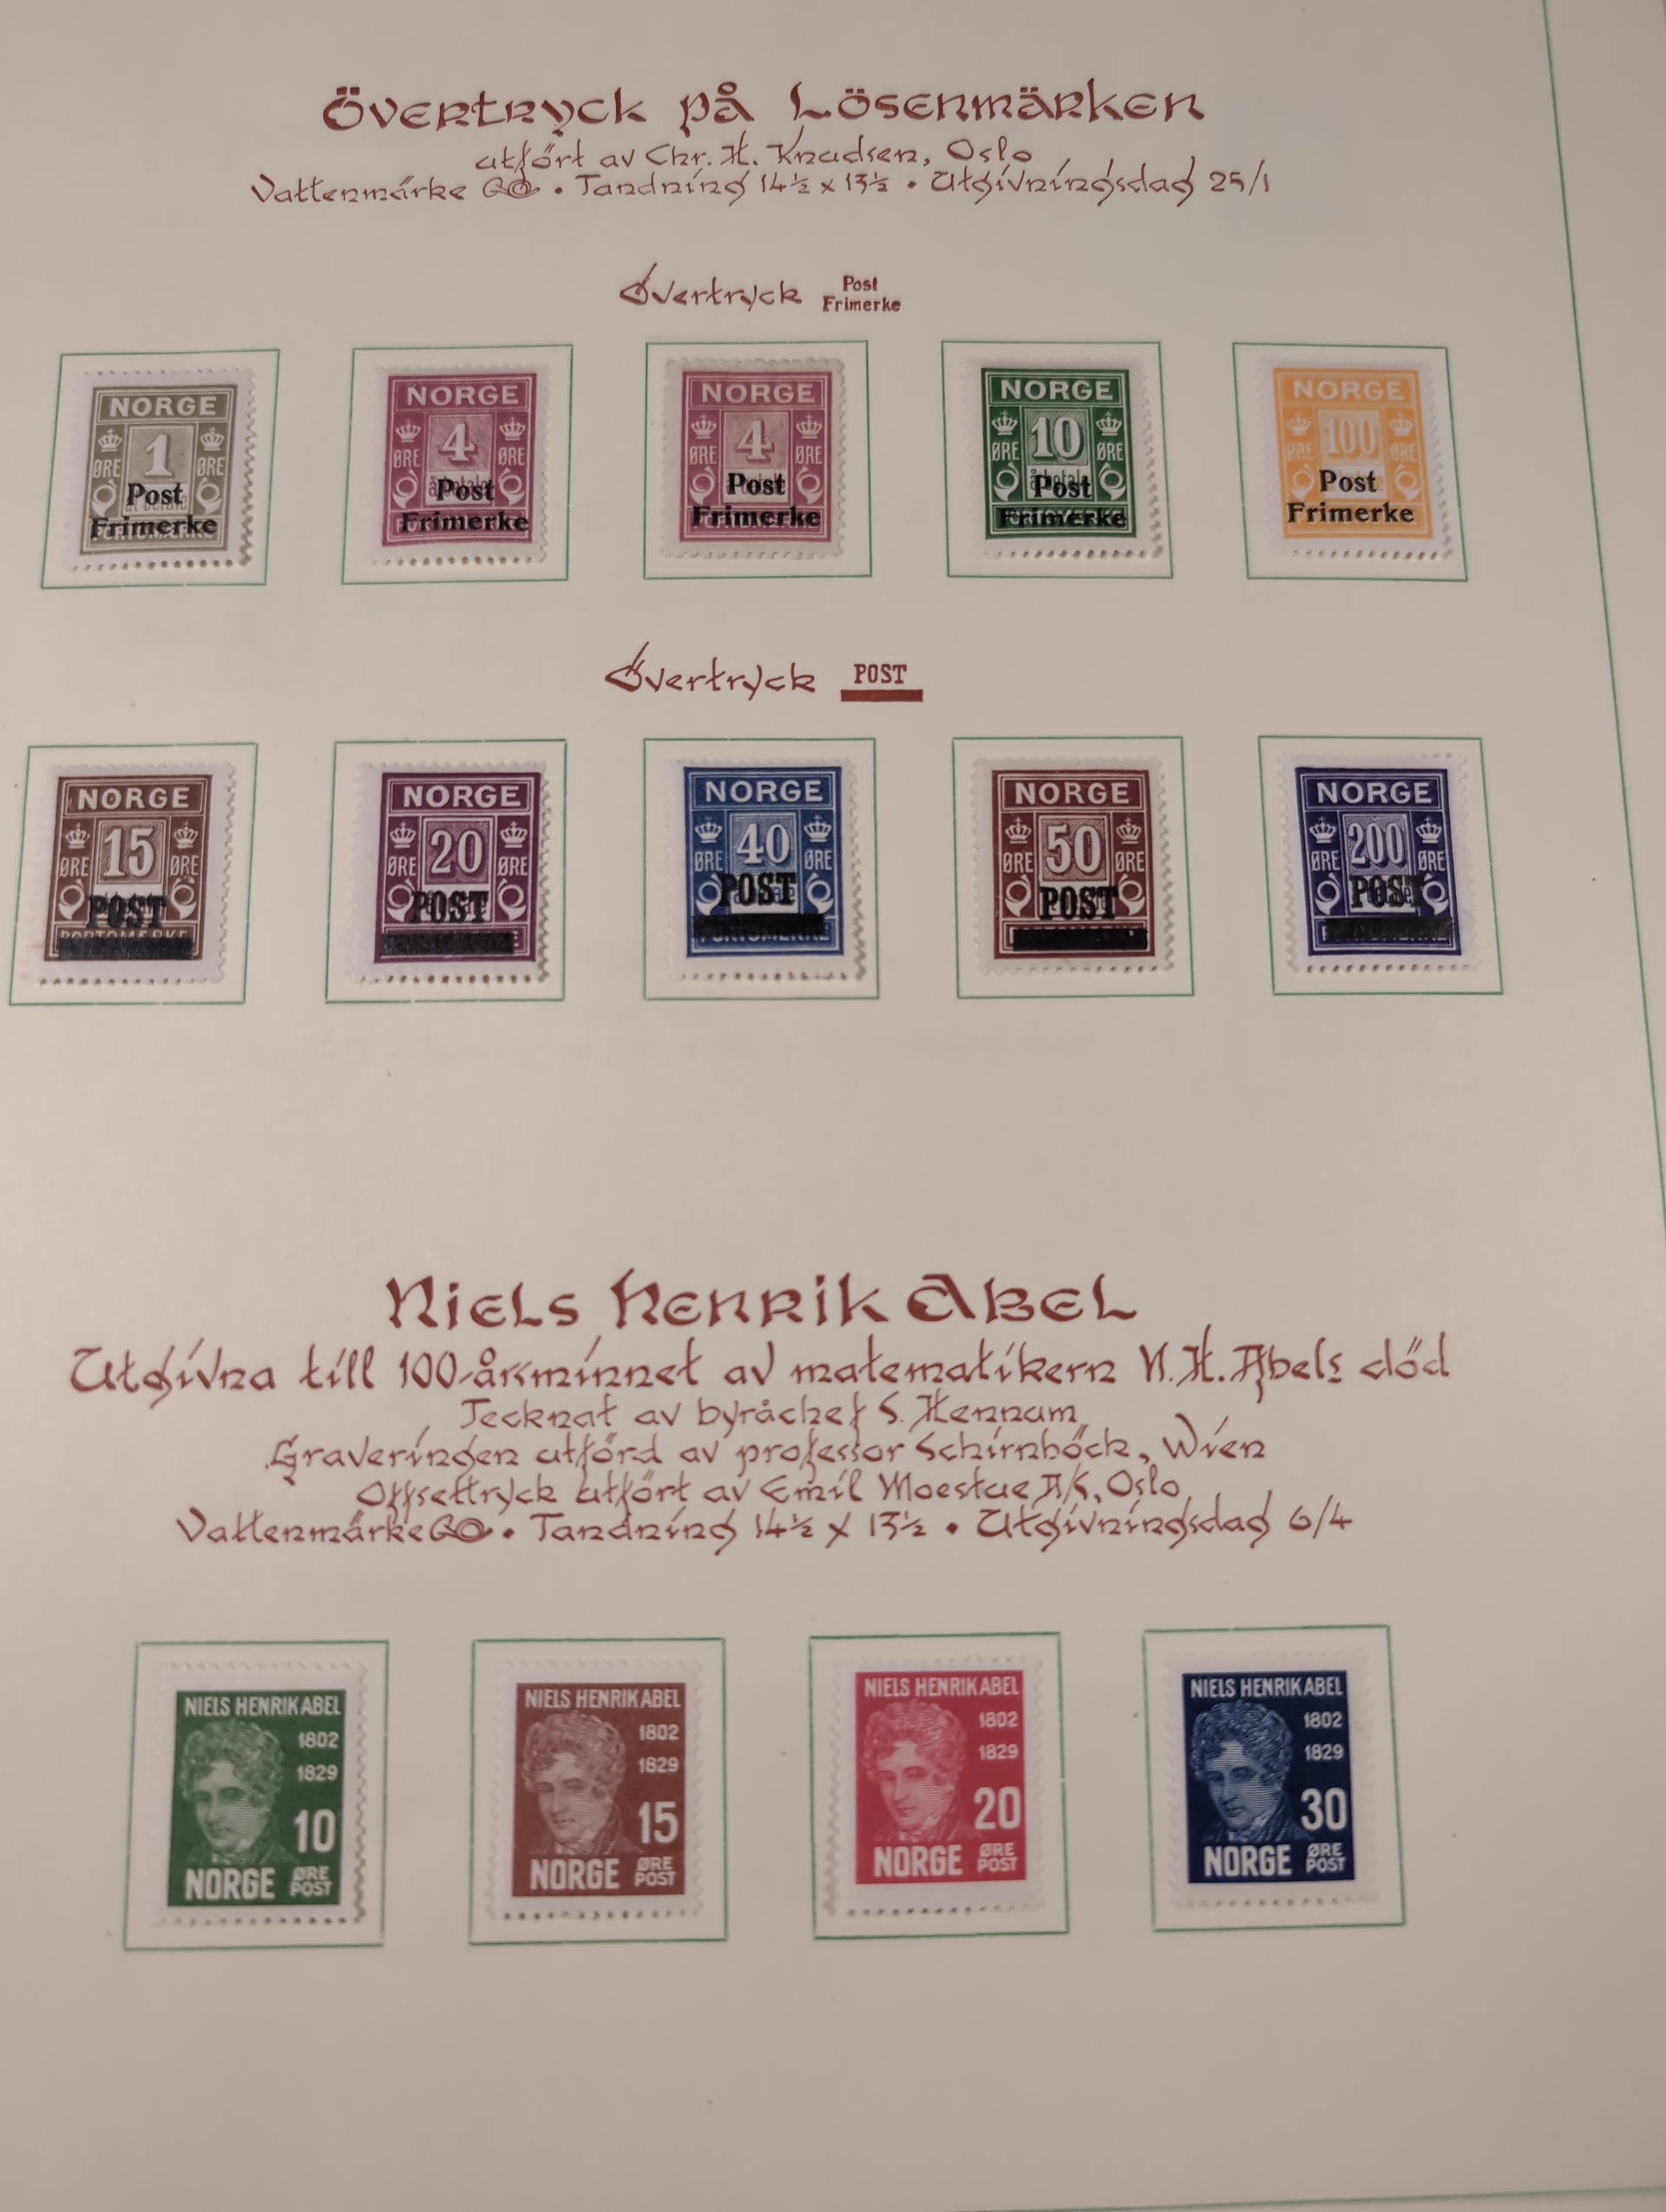 Övertryck på Lösenmärken
utfört av Chr. H. Knudsen, Oslo
Vattenmärke • Tandning 14½ x 13½ • Utgivningsdag 25/1
Övertryck Post Frimerke
NORGE
1
ØRE ØRE
Post
Frimerke
NORGE
4
ØRE ØRE
Post
Frimerke
NORGE
4
ØRE ØRE
Post
Frimerke
NORGE
10
ØRE ØRE
Post
Frimerke
NORGE
100
ØRE ØRE
Post
Frimerke
Övertryck POST
NORGE
15
ØRE ØRE
POST
PORTOMERKE
NORGE
20
ØRE ØRE
POST
NORGE
40
ØRE ØRE
POST
PORTOMERKE
NORGE
50
ØRE ØRE
POST
NORGE
200
ØRE ØRE
POST
Niels Henrik Abel
Utgivna till 100-årsminnet av matematikern N. H. Abels död
Tecknat av byråchef S. Hennum
Graveringen utförd av professor Schirnböck, Wien
Offsettryck utfört av Emil Moestue A/S, Oslo
Vattenmärke • Tandning 14½ x 13½ • Utgivningsdag 6/4
NIELS HENRIK ABEL
1802
1829
10
NORGE ØRE POST
NIELS HENRIK ABEL
1802
1829
15
NORGE ØRE POST
NIELS HENRIK ABEL
1802
1829
20
NORGE ØRE POST
NIELS HENRIK ABEL
1802
1829
30
NORGE ØRE POST